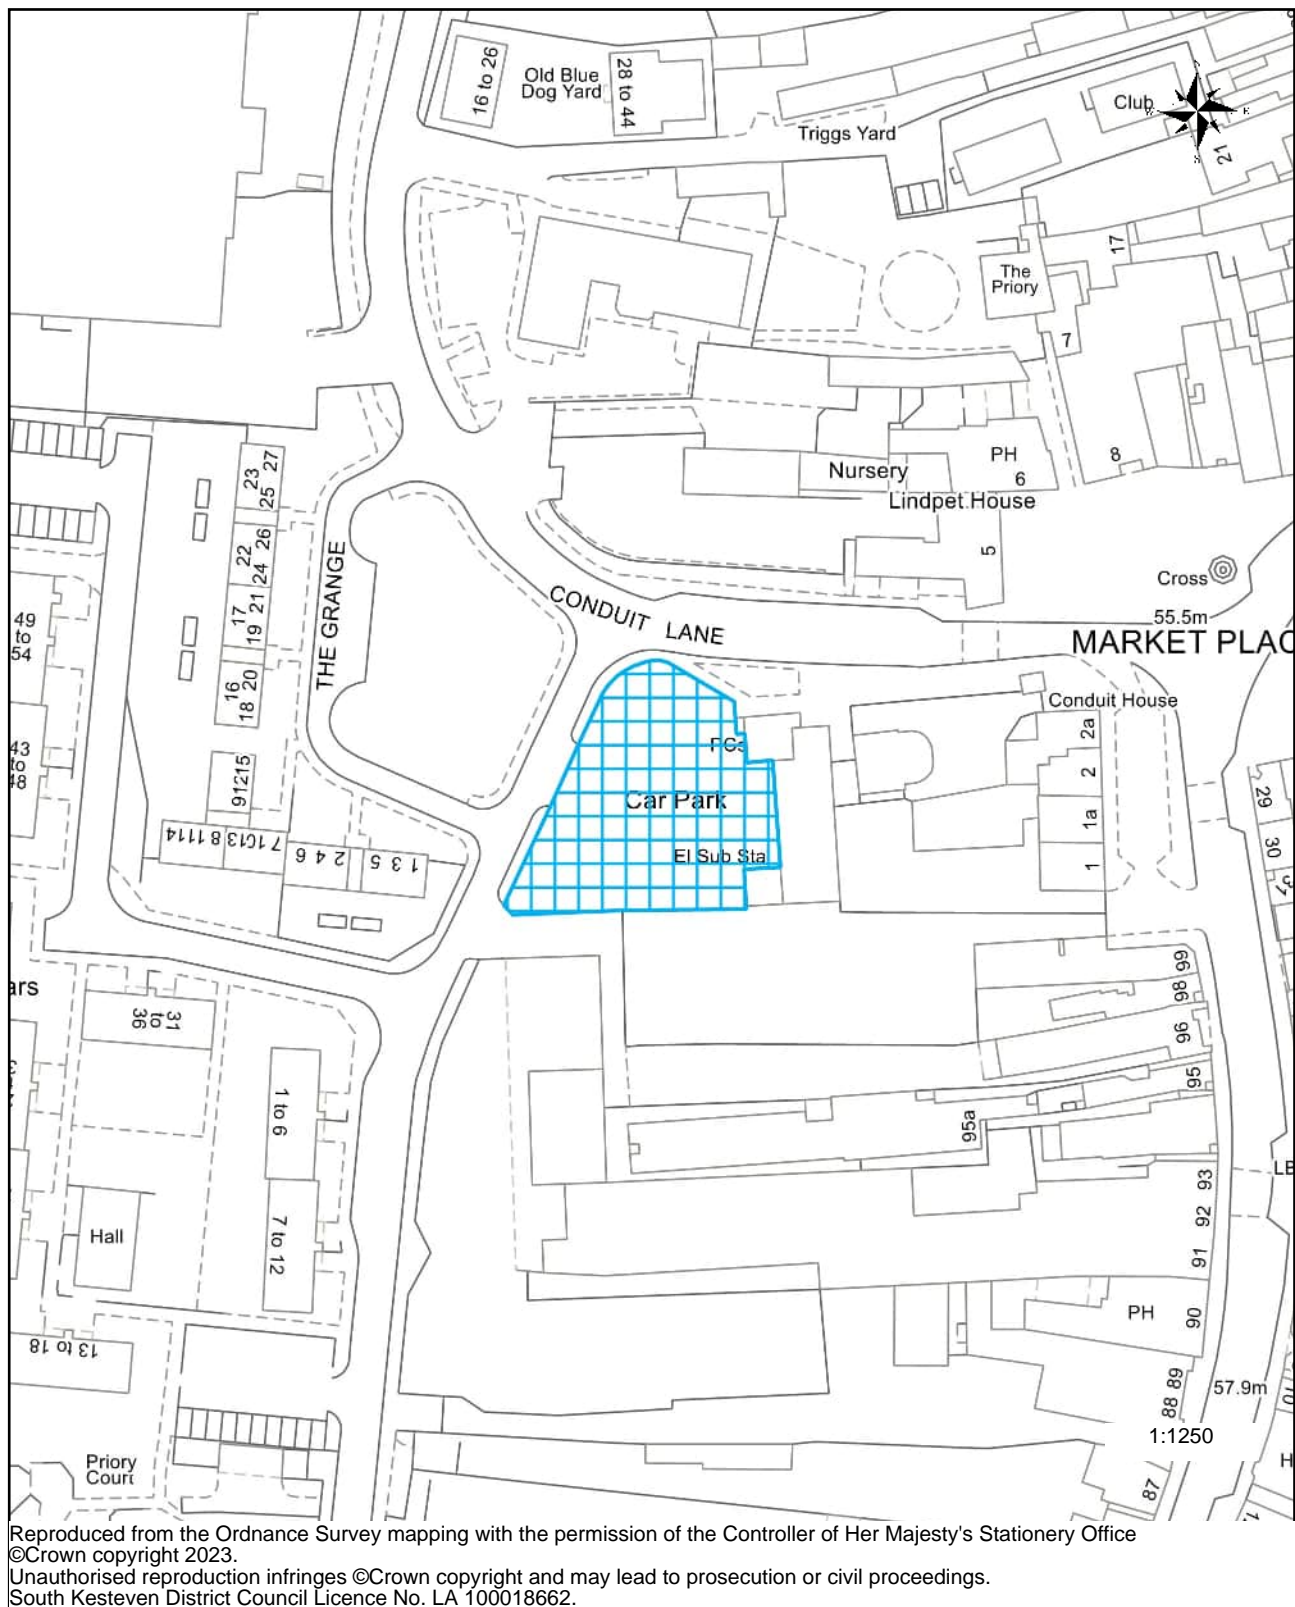 16 to 26
Old Blue
Dog Yard
28 to 44
Triggs Yard
Club
N
W
E
S
21
17
The
Priory
7
8
PH
6
Nursery
Lindpet House
5
Cross
55.5m
MARKET PLAC
CONDUIT LANE
THE GRANGE
23
27
25
22
26
24
17
21
19
16
20
18
9 12 15
14 11 8
13 10 7
6 4 2
5 3 1
49
to
54
43
to
48
PCs
Car Park
El Sub Sta
Conduit House
2a
2
1a
1
29
30
99
98
96
95
95a
93
92
91
LB
PH
90
89
88
57.9m
1:1250
87
ars
31
to
36
1 to 6
7 to 12
Hall
13 to 18
Priory
Court
H
Reproduced from the Ordnance Survey mapping with the permission of the Controller of Her Majesty's Stationery Office
©Crown copyright 2023.
Unauthorised reproduction infringes ©Crown copyright and may lead to prosecution or civil proceedings.
South Kesteven District Council Licence No. LA 100018662.